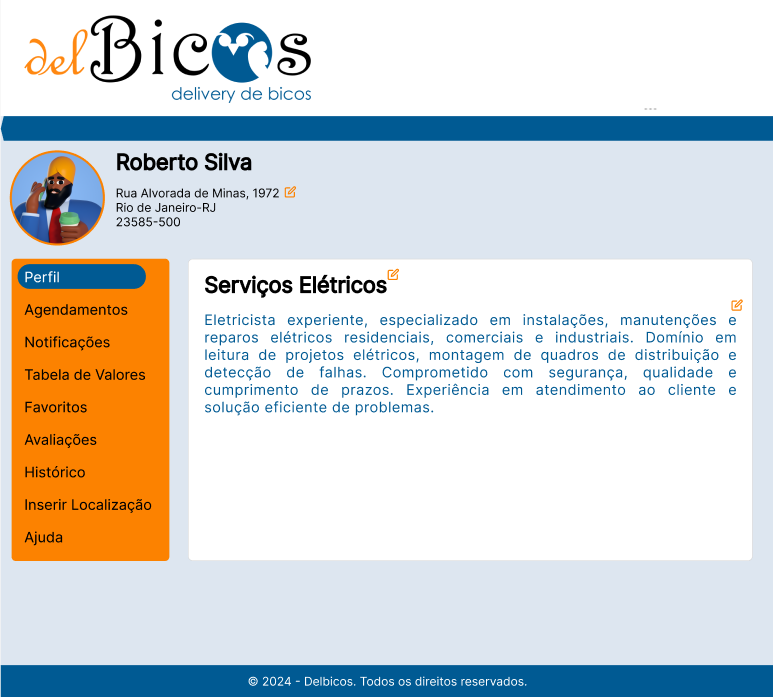 delBicos
delivery de bicos
---
Roberto Silva
Rua Alvorada de Minas, 1972
Rio de Janeiro-RJ
23585-500
Perfil
Agendamentos
Notificações
Tabela de Valores
Favoritos
Avaliações
Histórico
Inserir Localização
Ajuda
Serviços Elétricos
Eletricista experiente, especializado em instalações, manutenções e
reparos elétricos residenciais, comerciais e industriais. Domínio em
leitura de projetos elétricos, montagem de quadros de distribuição e
detecção de falhas. Comprometido com segurança, qualidade e
cumprimento de prazos. Experiência em atendimento ao cliente e
solução eficiente de problemas.
© 2024 - Delbicos. Todos os direitos reservados.